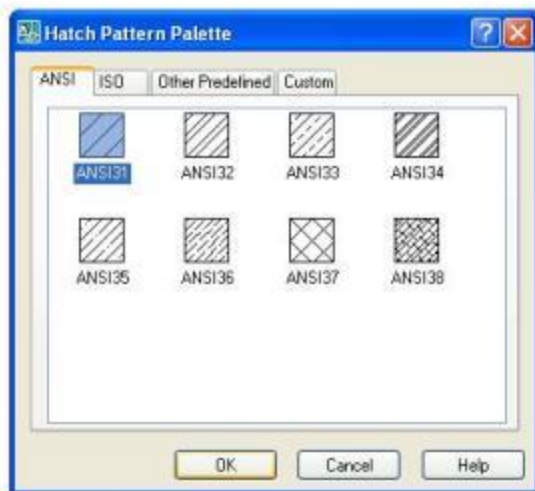 Hatch Pattern Palette
ANSI ISO Other Predefined Custom
ANSI31 ANSI32 ANSI33 ANSI34
ANSI35 ANSI36 ANSI37 ANSI38
OK Cancel Help